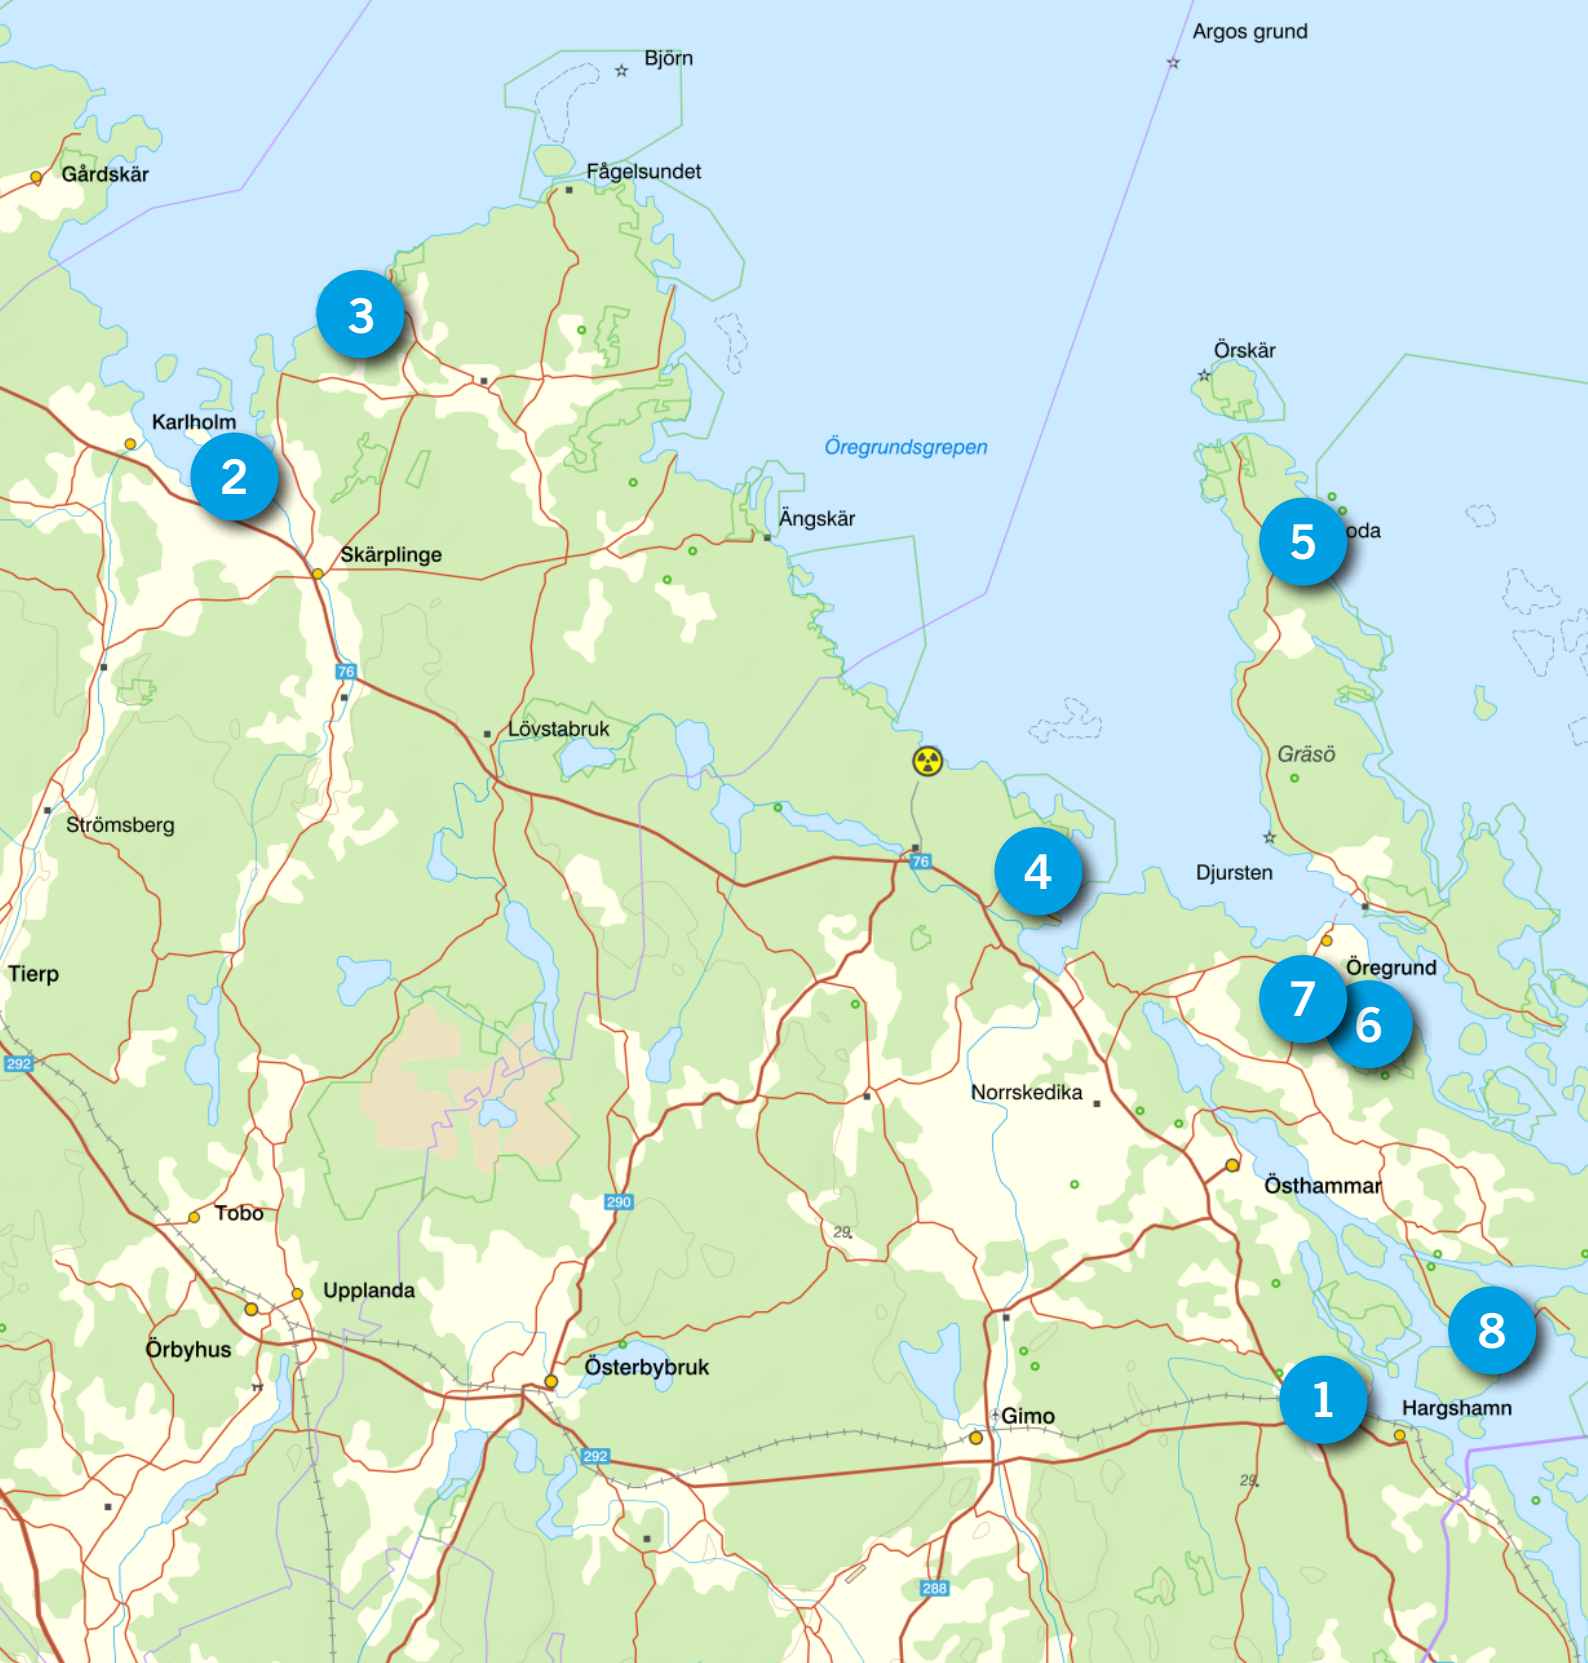 Argos grund
Björn
Fågelsundet
Gårdskär
3
Örskär
Karlholm
Öregrundsgrepen
2
Ängskär
5
oda
Skärplinge
76
Lövstabruk
Gräsö
Strömsberg
76
4
Djursten
Tierp
Öregrund
7
6
292
Norrskedika
Östhammar
290
Tobo
29
Upplanda
8
Örbyhus
Österbybruk
1
Hargshamn
Gimo
292
29
288